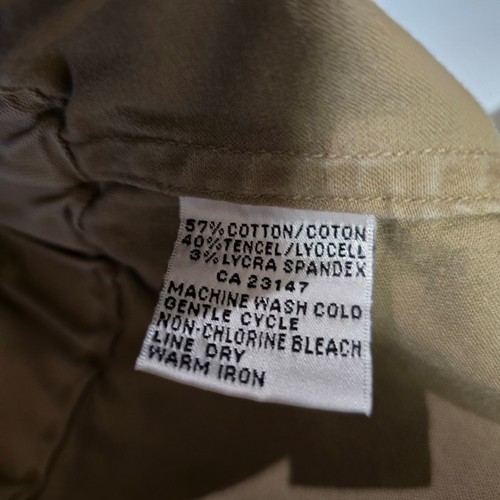 57% COTTON/COTON
40% TENCEL/LYOCELL
3% LYCRA SPANDEX
CA 23147
MACHINE WASH COLD
GENTLE CYCLE
NON-CHLORINE BLEACH
LINE DRY
WARM IRON